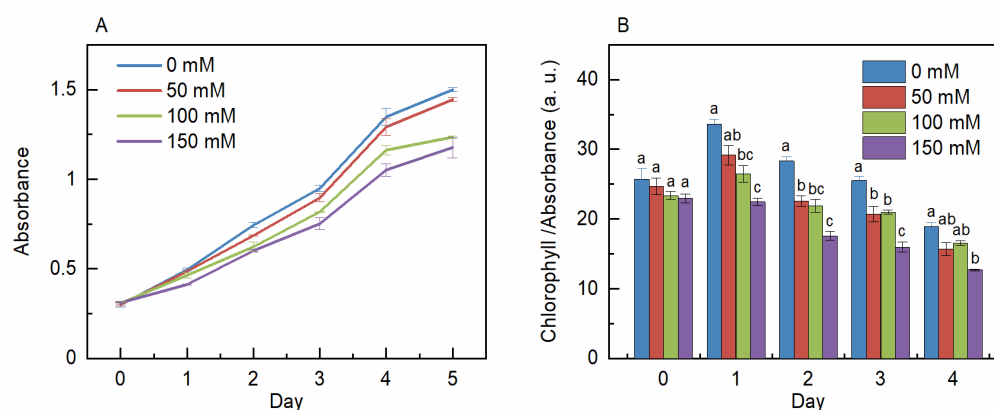 A
0 mM
50 mM
100 mM
150 mM
1.5
1
0.5
0
0 1 2 3 4 5
Absorbance
Day
B
0 mM
50 mM
100 mM
150 mM
40
30
20
10
0
a a a a
a ab bc c
a b bc c
a b b c
a ab ab b
0 1 2 3 4
Chlorophyll /Absorbance (a. u.)
Day